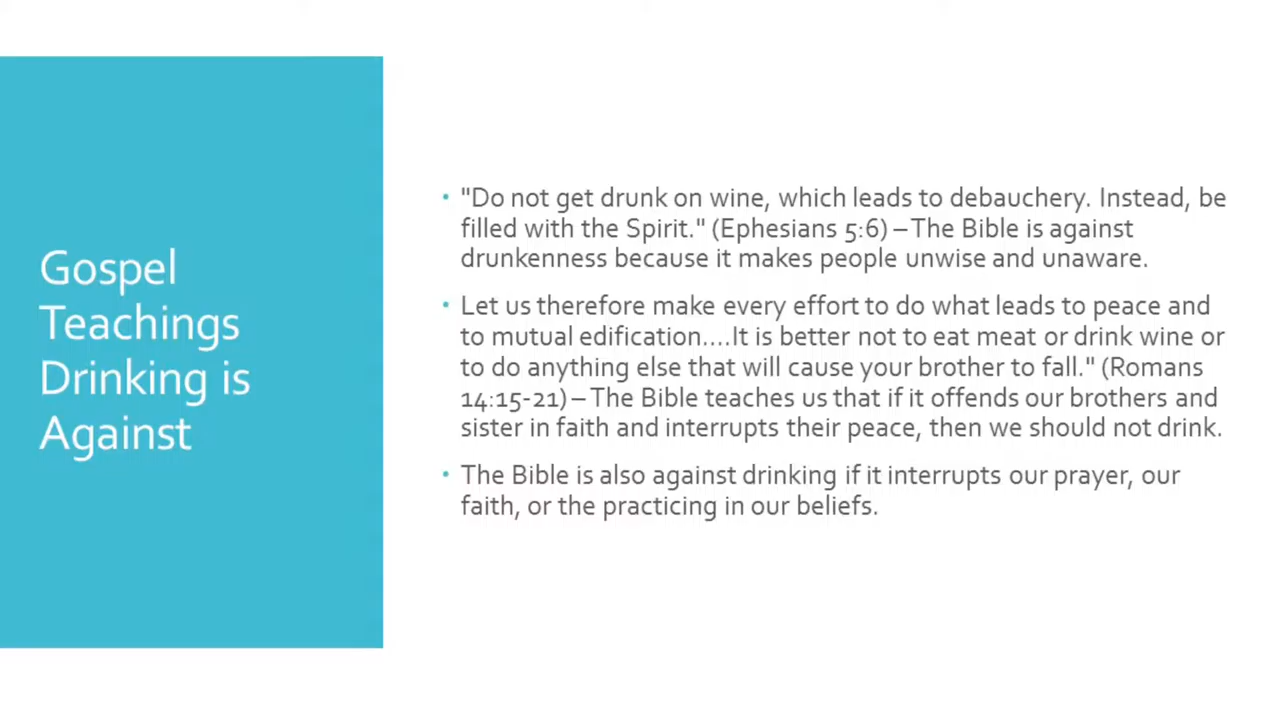 Gospel
Teachings
Drinking is
Against
• "Do not get drunk on wine, which leads to debauchery. Instead, be
filled with the Spirit." (Ephesians 5:6) – The Bible is against
drunkenness because it makes people unwise and unaware.
• Let us therefore make every effort to do what leads to peace and
to mutual edification....It is better not to eat meat or drink wine or
to do anything else that will cause your brother to fall." (Romans
14:15-21) – The Bible teaches us that if it offends our brothers and
sister in faith and interrupts their peace, then we should not drink.
• The Bible is also against drinking if it interrupts our prayer, our
faith, or the practicing in our beliefs.